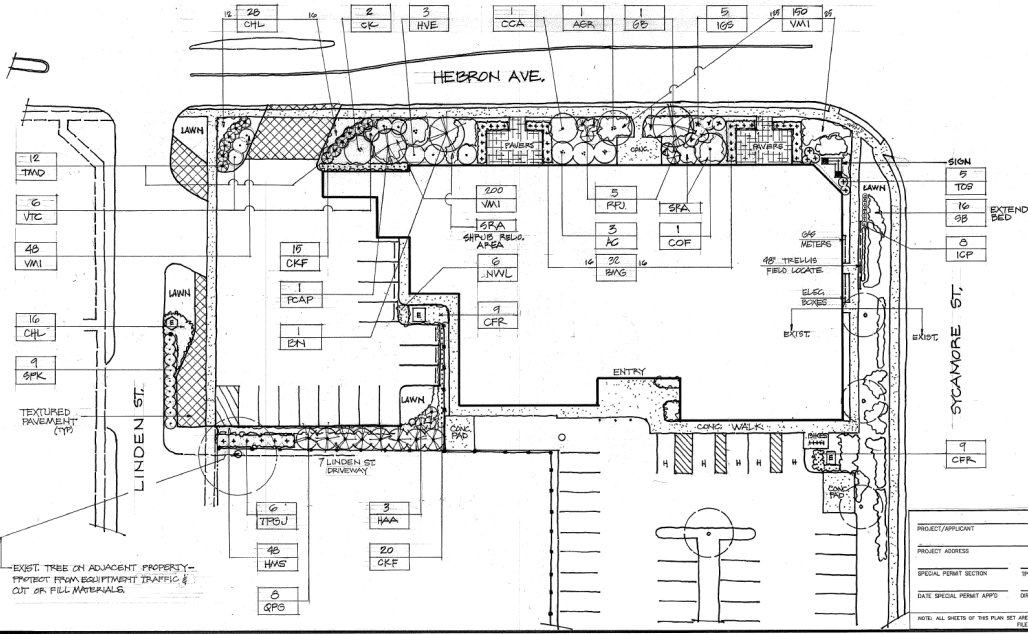 12
28
CHL
16
2
CK
3
HVE
1
CCA
1
AGR
1
GB
5
IGS
125
150
VMI
25
HEBRON AVE.
LAWN
PAVERS
CONC.
PAVERS
SIGN
12
TMD
5
TOS
LAWN
6
VTC
200
VMI
5
RPJ.
SRA
16
SB
EXTEND
BED
SRA
SHRUB RELO.
AREA
3
AC
1
COF
GAS
METERS
48
VMI
15
CKF
6
NWL
16
32
BMG
16
48" TRELLIS
FIELD LOCATE
8
ICP
LAWN
1
PCAP
ELEC.
BOXES
16
CHL
E
E
9
CFR
1
BN
EXIST.
EXIST.
9
SPK
ENTRY
SYCAMORE ST.
LINDEN ST.
LAWN
TEXTURED
PAVEMENT
(TYP)
CONC.
PAD
CONC. WALK
BIKES
7 LINDEN ST.
DRIVEWAY
H
H
H
H
E
9
CFR
CONC.
PAD
6
TPGJ
3
HAA
48
HMS
20
CKF
8
QPG
EXIST. TREE ON ADJACENT PROPERTY-
PROTECT FROM EQUIPTMENT TRAFFIC &
CUT OR FILL MATERIALS.
PROJECT/APPLICANT
PROJECT ADDRESS
SPECIAL PERMIT SECTION
DATE SPECIAL PERMIT APP'D
NOTE: ALL SHEETS OF THIS PLAN SET ARE
FILE